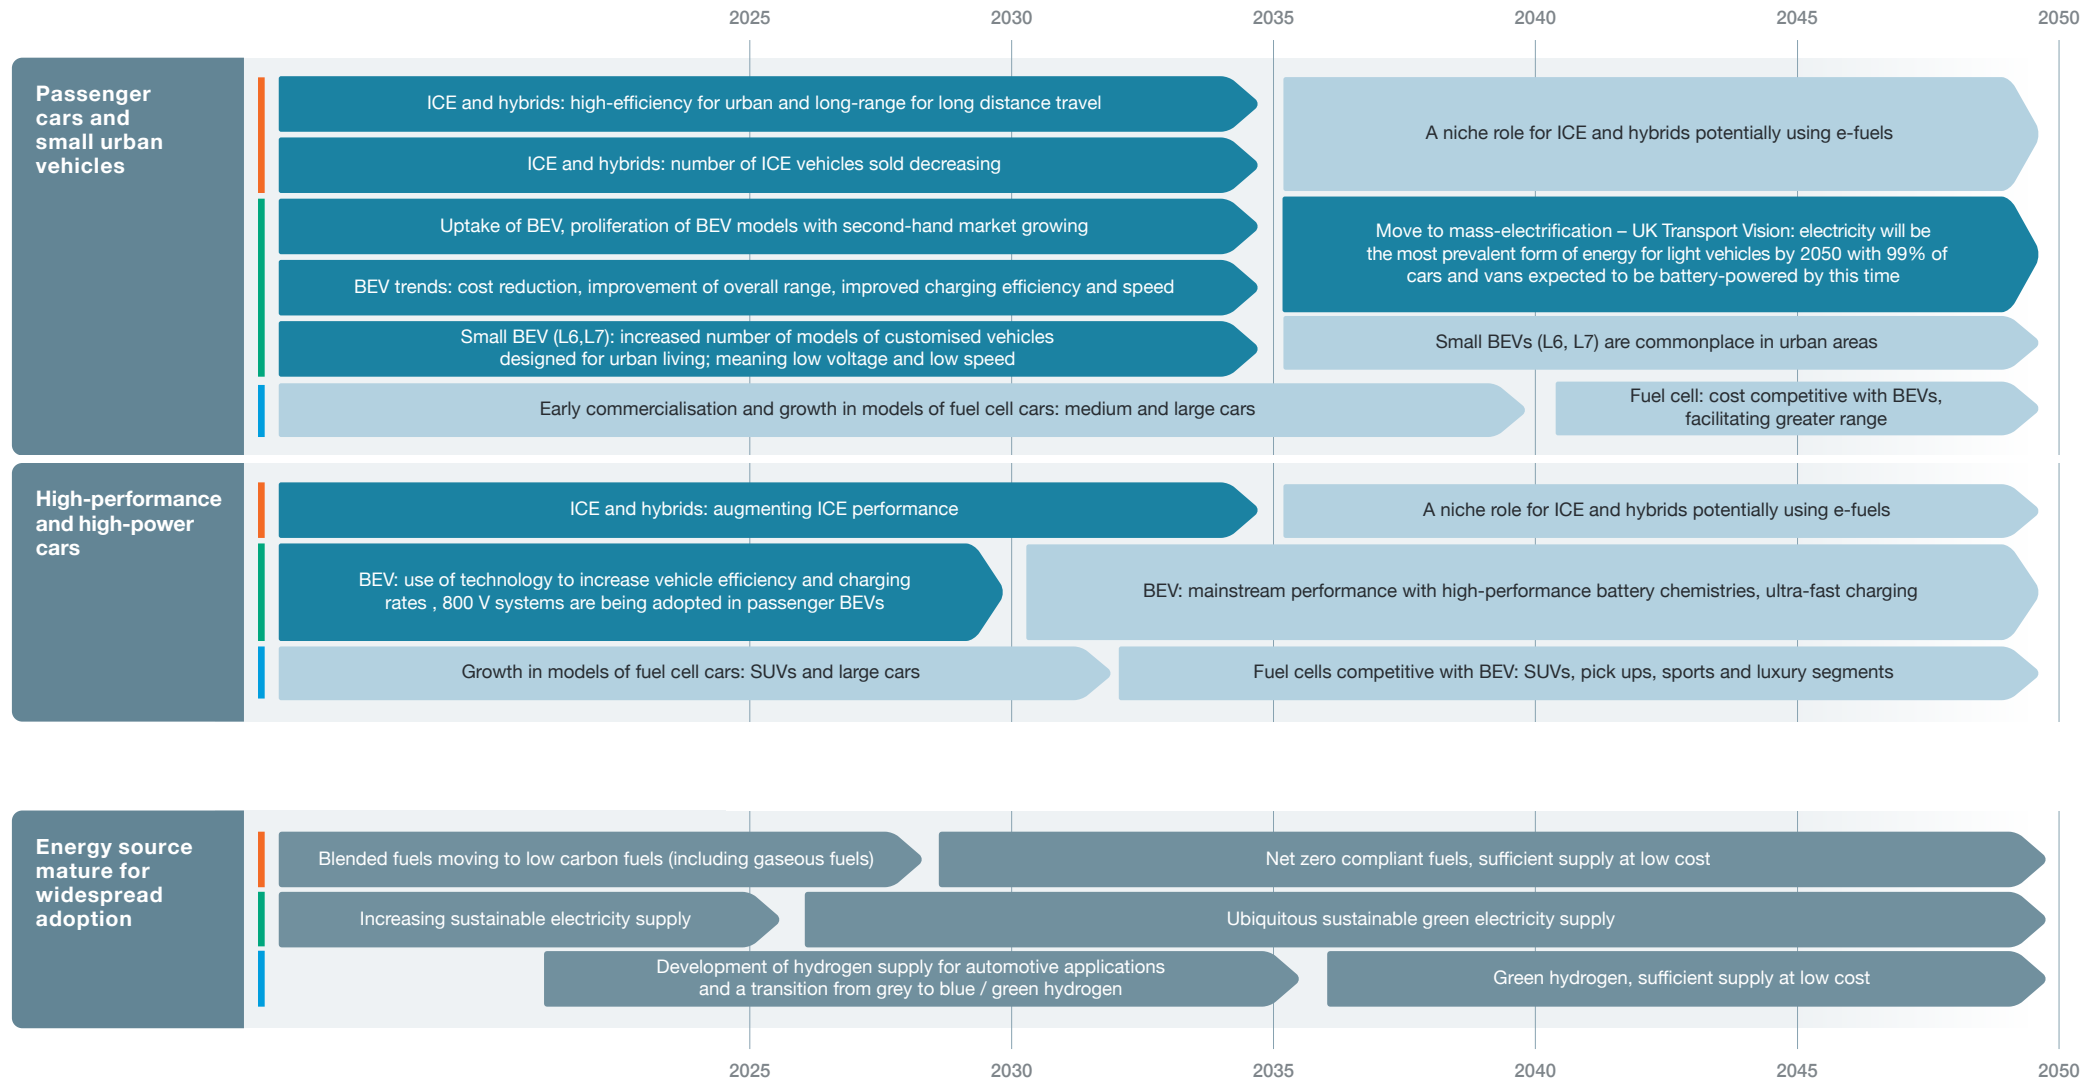 2025 2030 2035 2040 2045 2050
Passenger
cars and
small urban
vehicles
ICE and hybrids: high-efficiency for urban and long-range for long distance travel
A niche role for ICE and hybrids potentially using e-fuels
ICE and hybrids: number of ICE vehicles sold decreasing
Uptake of BEV, proliferation of BEV models with second-hand market growing
Move to mass-electrification – UK Transport Vision: electricity will be
the most prevalent form of energy for light vehicles by 2050 with 99% of
cars and vans expected to be battery-powered by this time
BEV trends: cost reduction, improvement of overall range, improved charging efficiency and speed
Small BEV (L6,L7): increased number of models of customised vehicles
designed for urban living; meaning low voltage and low speed
Small BEVs (L6, L7) are commonplace in urban areas
Early commercialisation and growth in models of fuel cell cars: medium and large cars
Fuel cell: cost competitive with BEVs,
facilitating greater range
High-performance
and high-power
cars
ICE and hybrids: augmenting ICE performance
A niche role for ICE and hybrids potentially using e-fuels
BEV: use of technology to increase vehicle efficiency and charging
rates , 800 V systems are being adopted in passenger BEVs
BEV: mainstream performance with high-performance battery chemistries, ultra-fast charging
Growth in models of fuel cell cars: SUVs and large cars
Fuel cells competitive with BEV: SUVs, pick ups, sports and luxury segments
Energy source
mature for
widespread
adoption
Blended fuels moving to low carbon fuels (including gaseous fuels)
Net zero compliant fuels, sufficient supply at low cost
Increasing sustainable electricity supply
Ubiquitous sustainable green electricity supply
Development of hydrogen supply for automotive applications
and a transition from grey to blue / green hydrogen
Green hydrogen, sufficient supply at low cost
2025 2030 2035 2040 2045 2050